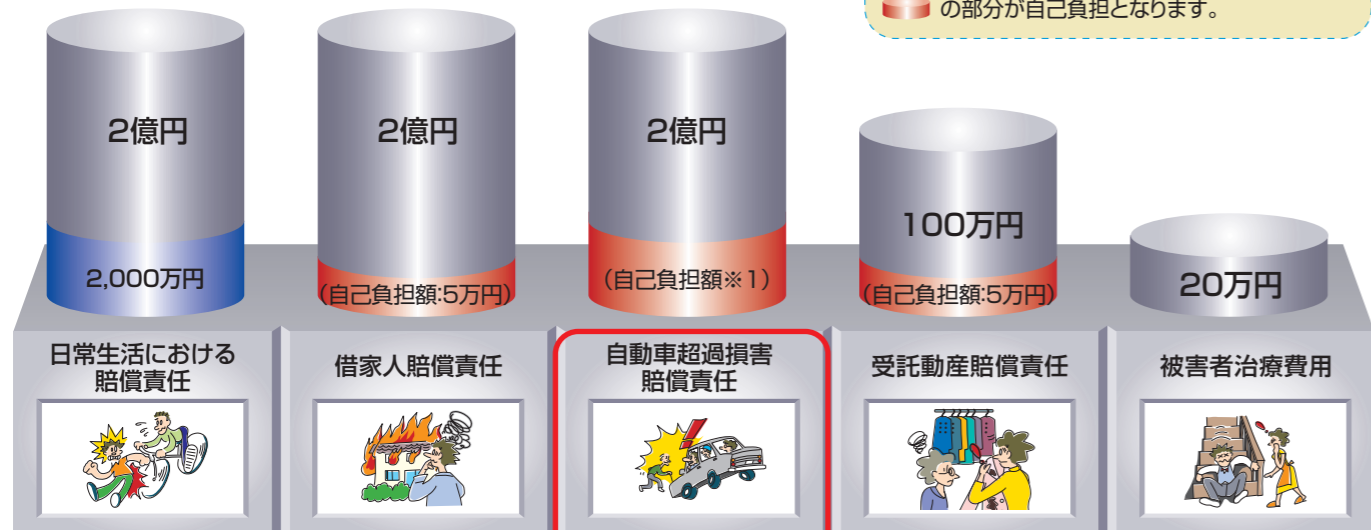 の部分が自己負担となります。
2億円
2億円
2億円
100万円
20万円
2,000万円
(自己負担額:5万円)
(自己負担額※1)
(自己負担額:5万円)
日常生活における
賠償責任
借家人賠償責任
自動車超過損害
賠償責任
受託動産賠償責任
被害者治療費用